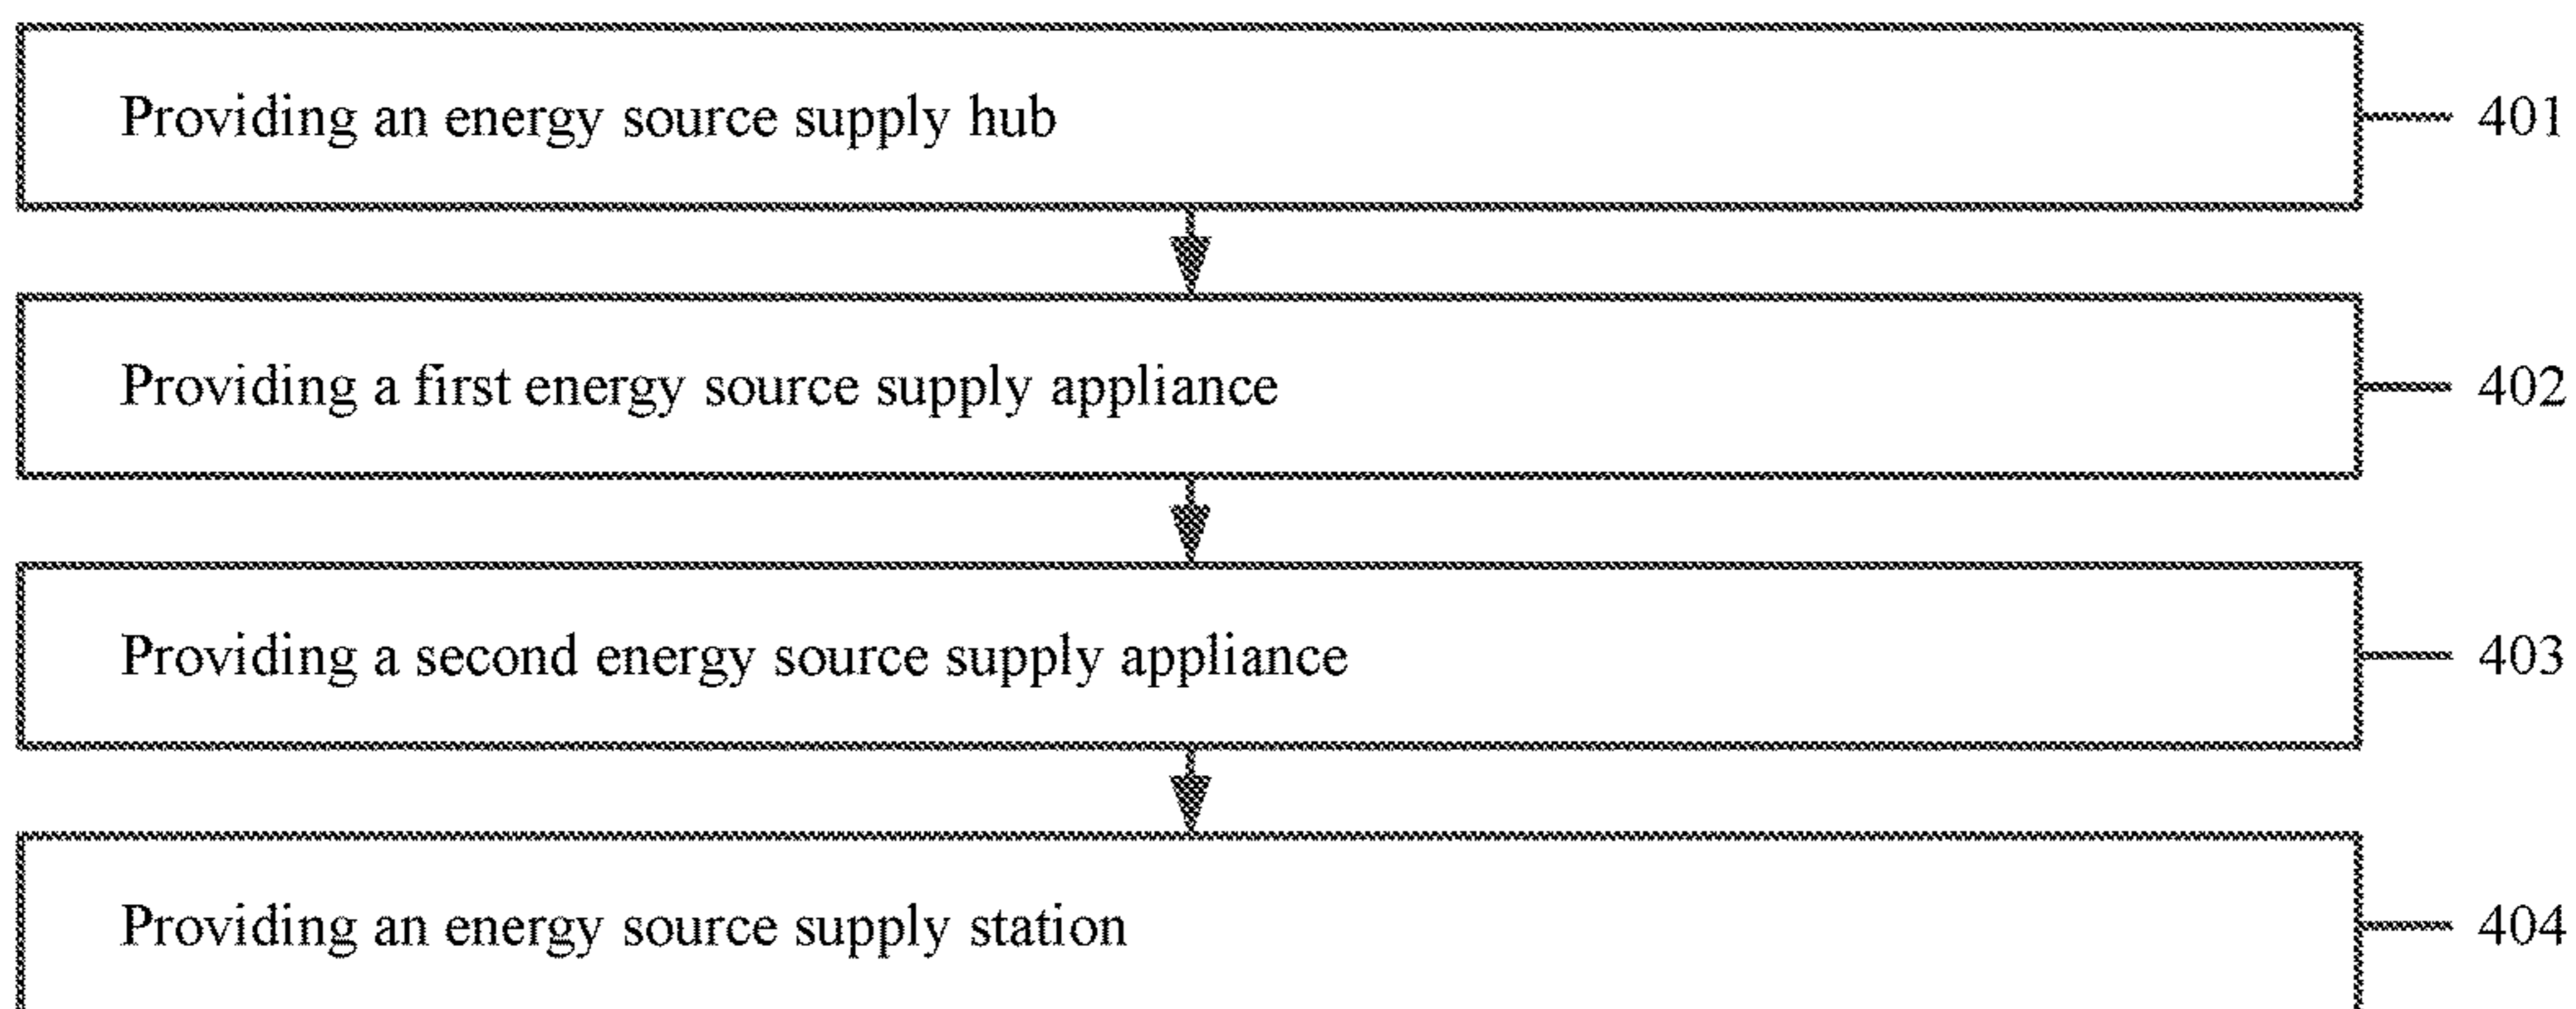 Providing an energy source supply hub 401
Providing a first energy source supply appliance 402
Providing a second energy source supply appliance 403
Providing an energy source supply station 404